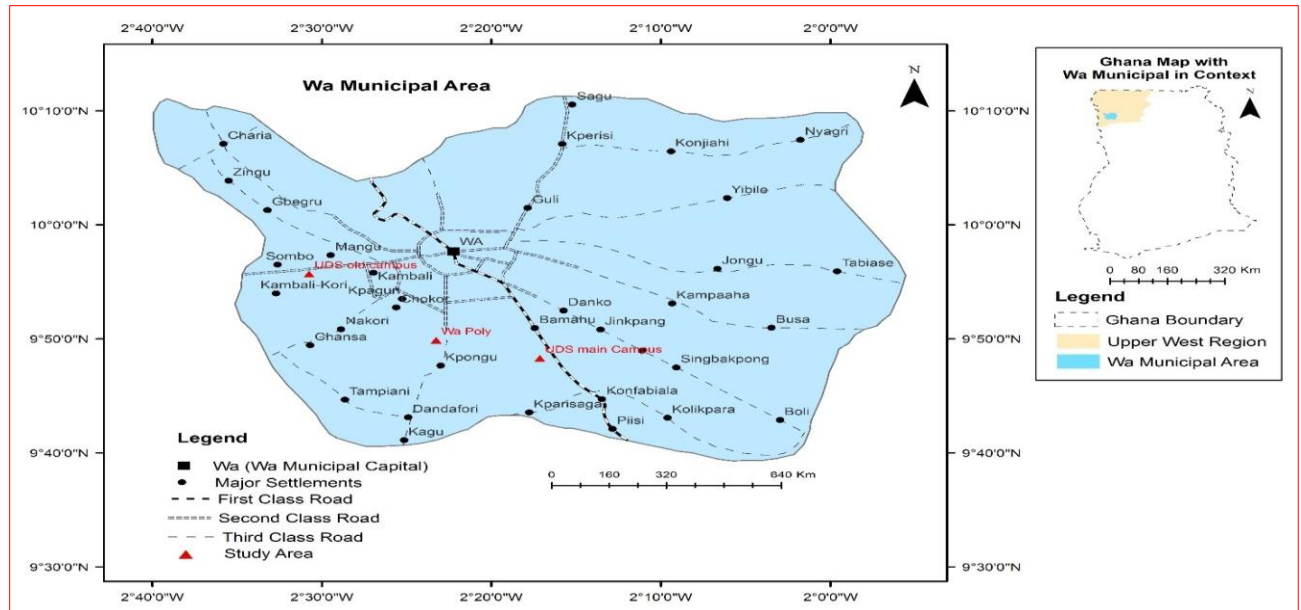 2°40'0"W 2°30'0"W 2°20'0"W 2°10'0"W 2°0'0"W
Wa Municipal Area
N
10°10'0"N 10°10'0"N
Sagu
Charia
Kperisi
Konjiahi
Nyagri
Zingu
Yibile
Gbegru
Guli
10°0'0"N 10°0'0"N
WA
Mangu
Sombo
UDS old campus
Kambali
Jongu
Tabiase
Kambali-Kori
Kpaguri
Chokor
Danko
Kampaaha
Nakori
Bamahu
Jinkpang
Busa
Wa Poly
9°50'0"N 9°50'0"N
Chansa
UDS main Campus
Kpongu
Singbakpong
Tampiani
Konfabiala
Dandafori
Kparisaga
Kolikpara
Boli
Kagu
Piisi
9°40'0"N 9°40'0"N
Legend
Wa (Wa Municipal Capital)
Major Settlements
First Class Road
Second Class Road
Third Class Road
Study Area
0 160 320 640 Km
9°30'0"N 9°30'0"N
2°40'0"W 2°30'0"W 2°20'0"W 2°10'0"W 2°0'0"W
Ghana Map with
Wa Municipal in Context
N
0 40 80 160 240 320 KM
Legend
Ghana Boundary
Upper West Region
Wa Municipal Area